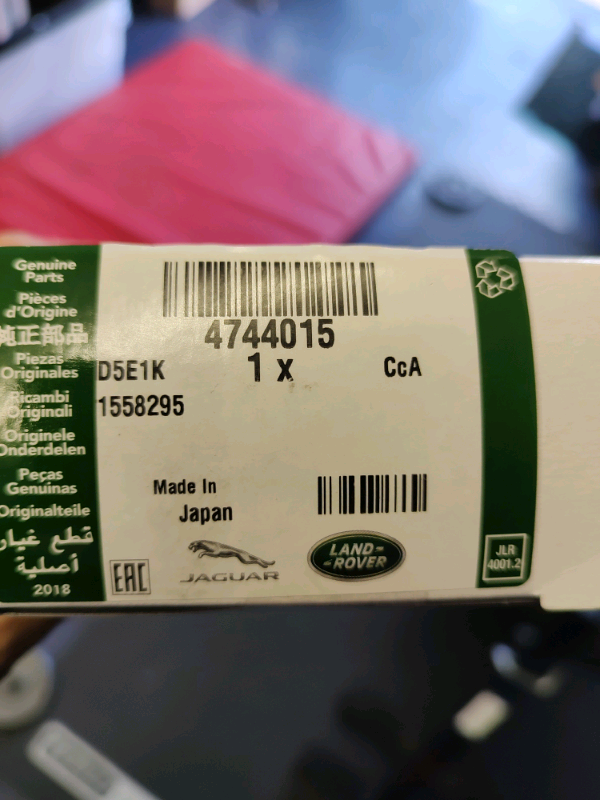 Genuine
Parts
Pièces
d'Origine
純正部品
Piezas
Originales
Ricambi
Originali
Originele
Onderdelen
Peças
Genuinas
Originalteile
قطع غيار
أصلية
2018
4744015
D5E1K
1 x
CcA
1558295
Made In
Japan
EAC
JAGUAR
LAND-
-ROVER
JLR
4001.2